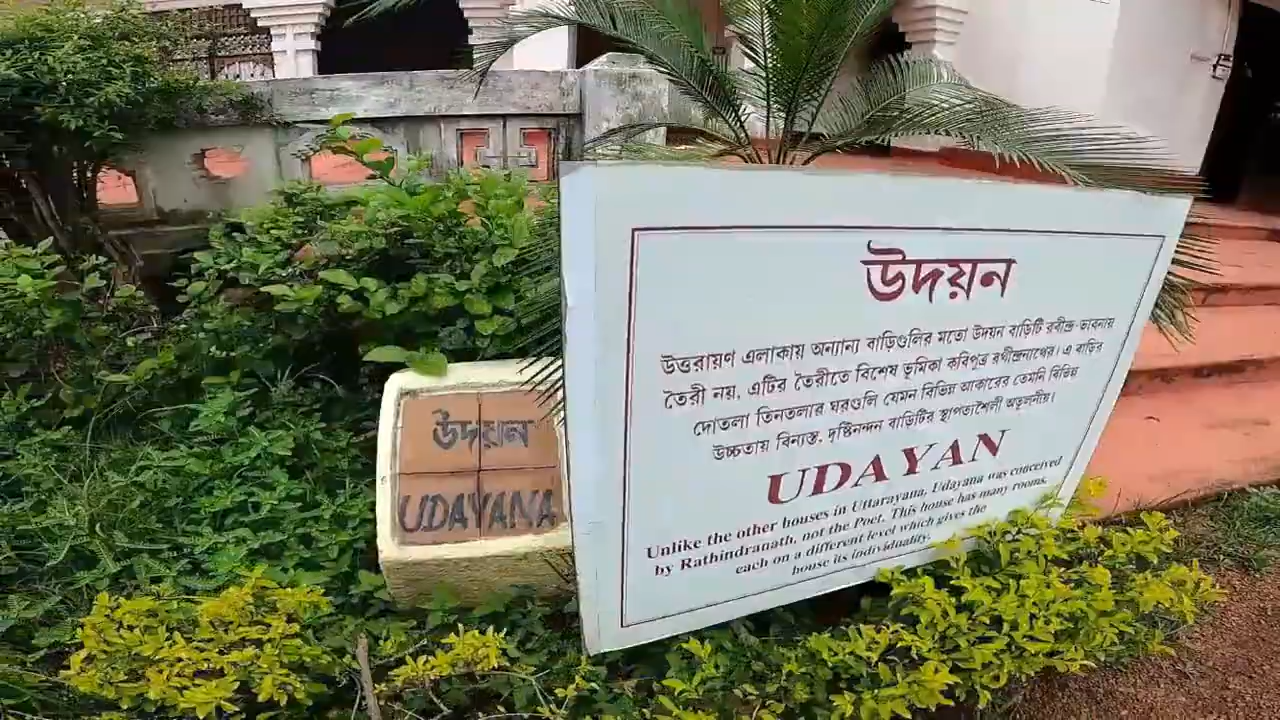 উদয়ন
UDAYANA
উদয়ন
উত্তরায়ণ এলাকায় অন্যান্য বাড়িগুলির মতো উদয়ন বাড়িটি রবীন্দ্র-ভাবনায়
তৈরী নয়, এটির তৈরীতে বিশেষ ভূমিকা কবিপুত্র রথীন্দ্রনাথের। এ বাড়ির
দোতলা তিনতলার ঘরগুলি যেমন বিভিন্ন আকারের তেমনি বিভিন্ন
উচ্চতায় বিন্যস্ত. দৃষ্টিনন্দন বাড়িটির স্থাপত্যশৈলী অতুলনীয়।
UDAYAN
Unlike the other houses in Uttarayana, Udayana was conceived
by Rathindranath, not the Poet. This house has many rooms,
each on a different level which gives the
house its individuality.